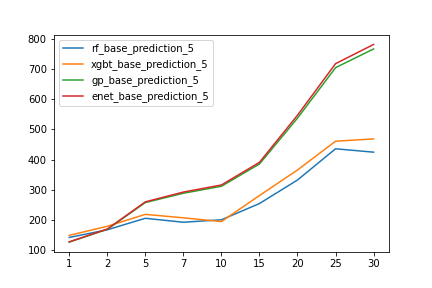 800
700
600
500
400
300
200
100
rf_base_prediction_5
xgbt_base_prediction_5
gp_base_prediction_5
enet_base_prediction_5
1 2 5 7 10 15 20 25 30